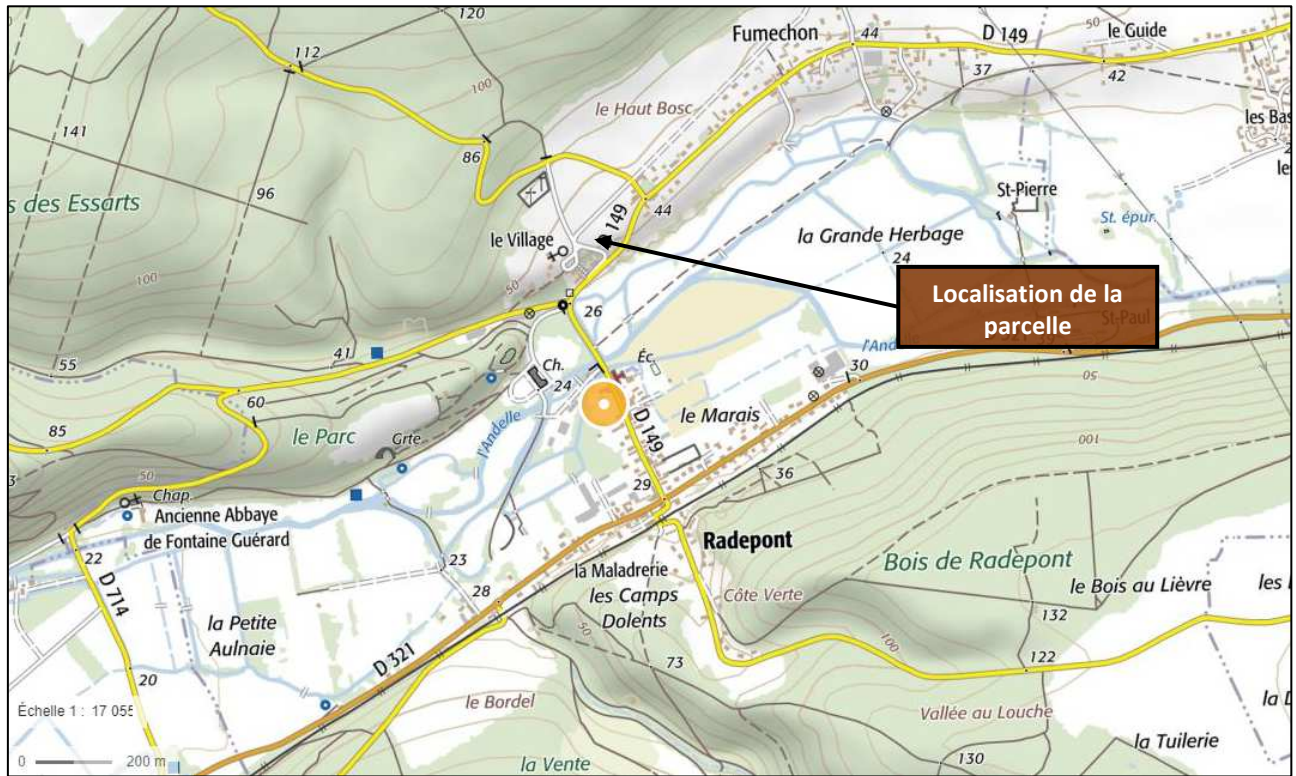 120
50
Fumechon
44
D 149
le Guide
112
37
42
100
le Haut Bosc
les Bas
141
86
96
St-Pierre
s des Essarts
44
149
St. épur
le Village
la Grande Herbage
24
100
50
Localisation de la
parcelle
St-Paul
26
41
Éc.
l'And
30
50
55
Ch.
24
60
le Marais
D 149
100
85
le Parc
Grte
l'Andelle
36
50
29
Chap.
Ancienne Abbaye
de Fontaine Guérard
Radepont
22
23
Bois de Radepont
la Maladrerie
le Bois au Lièvre
28
les Camps
Côte Verte
D 714
Dolents
132
la Petite
Aulnaie
50
100
D 321
73
122
20
Échelle 1 : 17 055
le Bordel
Vallée au Louche
0
200 m
la Vente
130
la Tuilerie